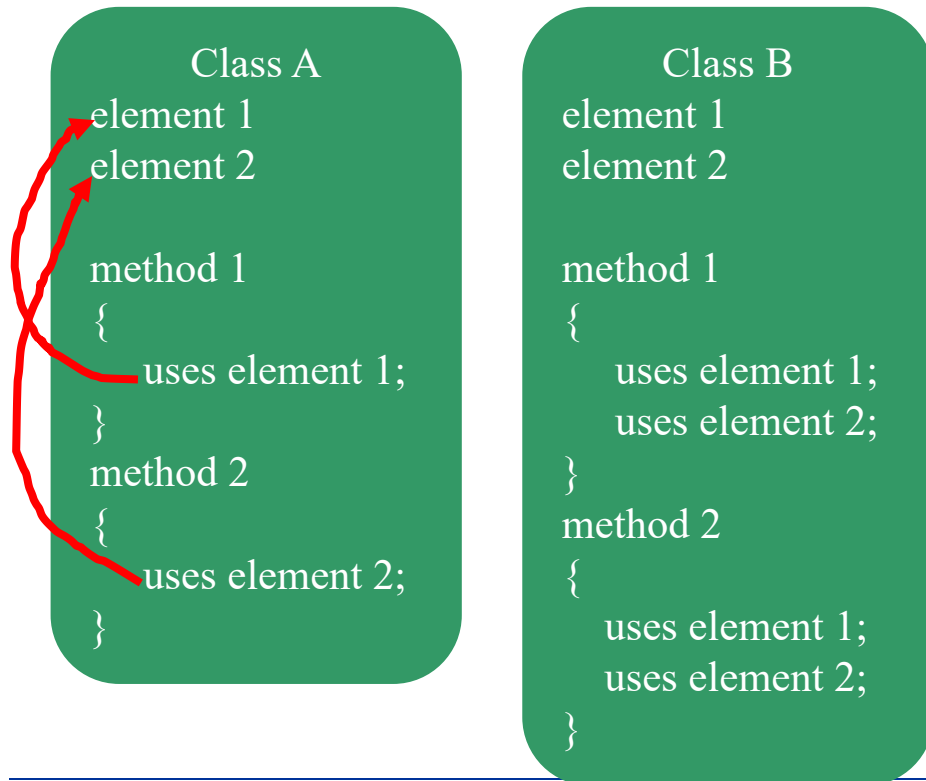 Class A
element 1
element 2
method 1
{
uses element 1;
}
method 2
{
uses element 2;
}
Class B
element 1
element 2
method 1
{
uses element 1;
uses element 2;
}
method 2
{
uses element 1;
uses element 2;
}